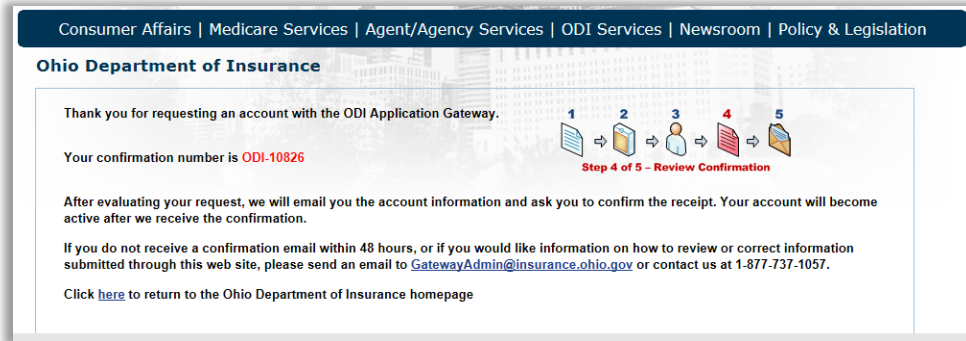 Consumer Affairs | Medicare Services | Agent/Agency Services | ODI Services | Newsroom | Policy & Legislation
Ohio Department of Insurance
Thank you for requesting an account with the ODI Application Gateway.
1 2 3 4 5
Your confirmation number is ODI-10826
Step 4 of 5 – Review Confirmation
After evaluating your request, we will email you the account information and ask you to confirm the receipt. Your account will become
active after we receive the confirmation.
If you do not receive a confirmation email within 48 hours, or if you would like information on how to review or correct information
submitted through this web site, please send an email to GatewayAdmin@insurance.ohio.gov or contact us at 1-877-737-1057.
Click here to return to the Ohio Department of Insurance homepage